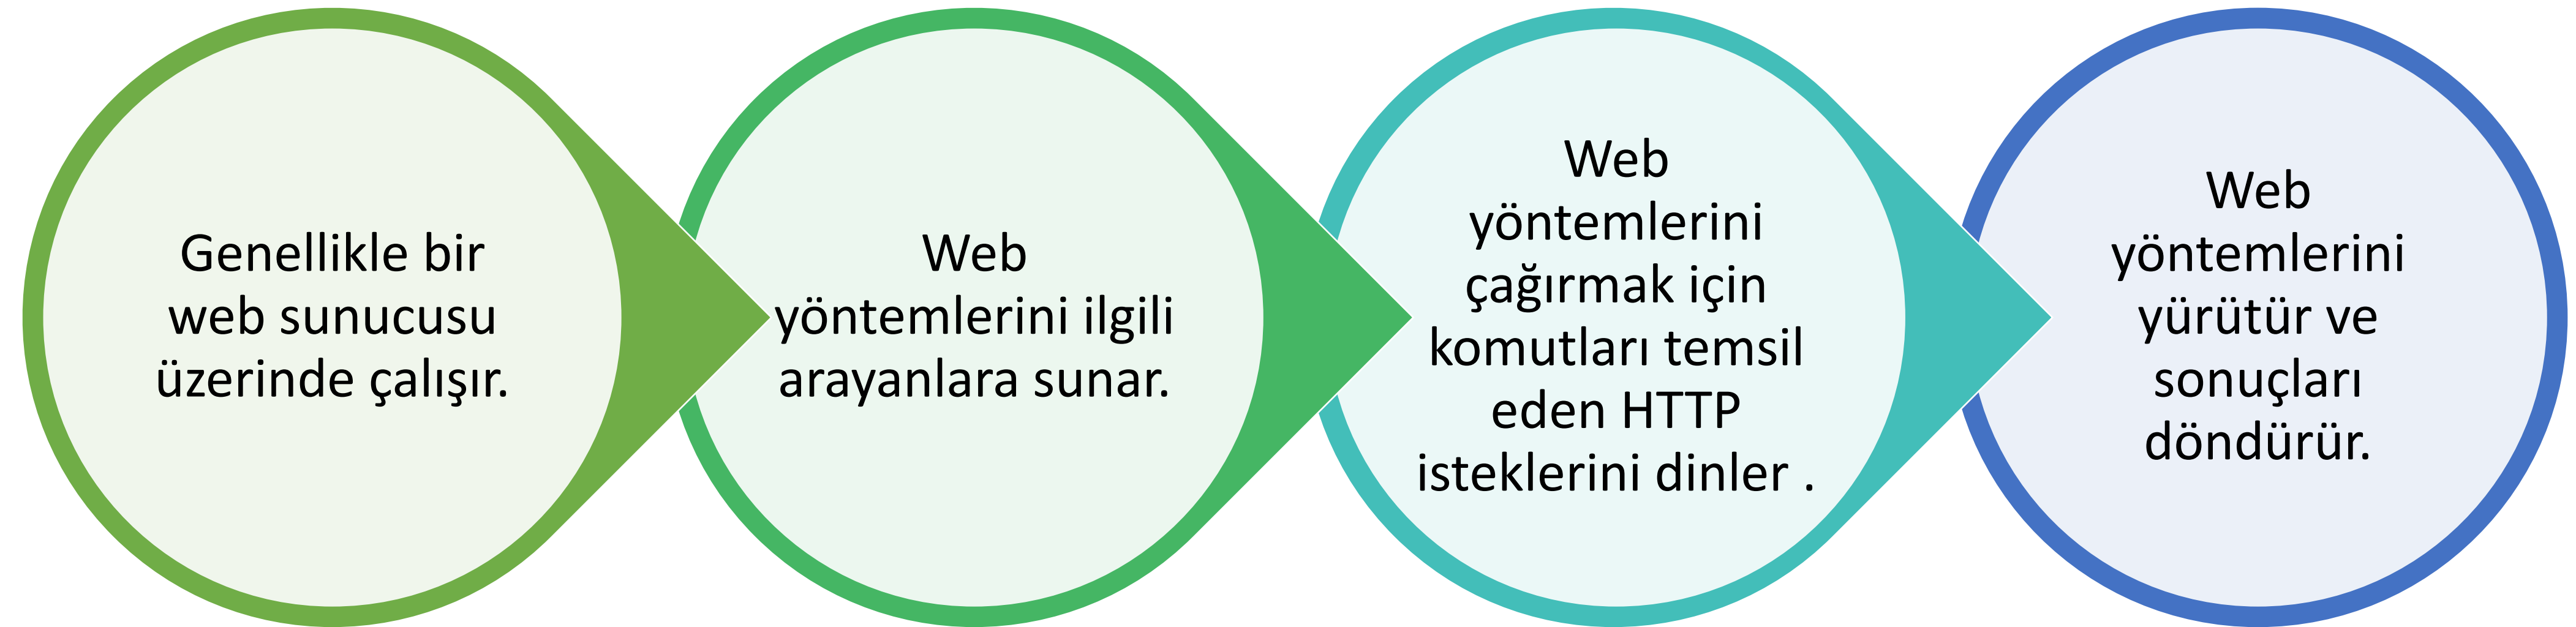 Genellikle bir
web sunucusu
üzerinde çalışır.
Web
yöntemlerini ilgili
arayanlara sunar.
Web
yöntemlerini
çağırmak için
komutları temsil
eden HTTP
isteklerini dinler .
Web
yöntemlerini
yürütür ve
sonuçları
döndürür.